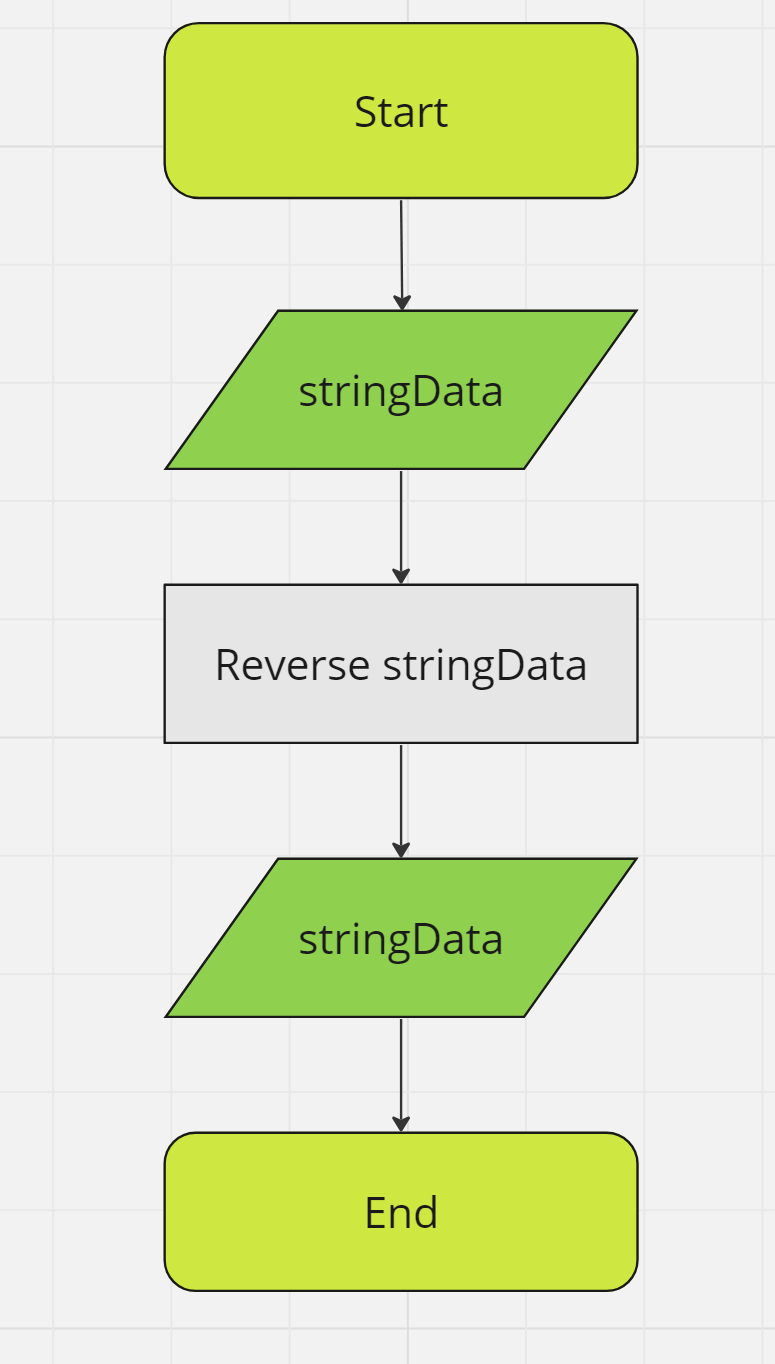 Start
stringData
Reverse stringData
stringData
End